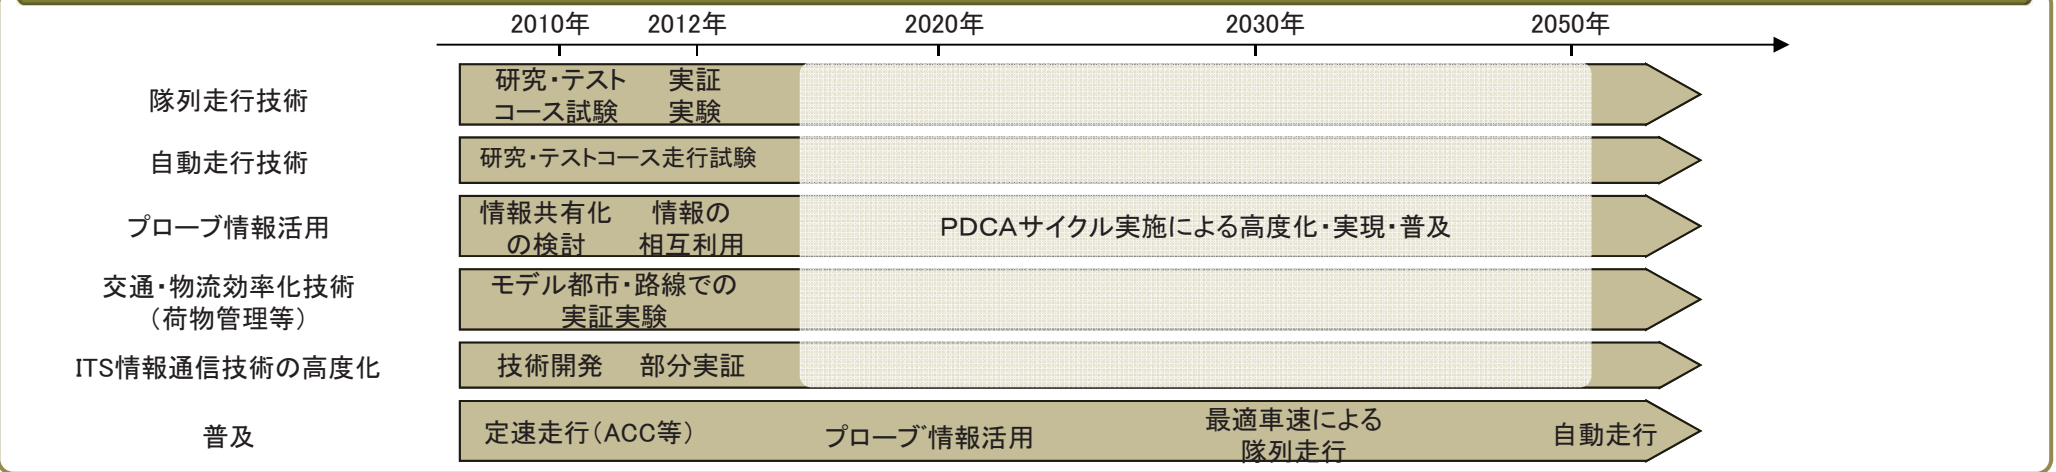 2010年 2012年 2020年 2030年 2050年
隊列走行技術
研究・テスト
コース試験
実証
実験
自動走行技術
研究・テストコース走行試験
プローブ情報活用
情報共有化
の検討
情報の
相互利用
PDCAサイクル実施による高度化・実現・普及
交通・物流効率化技術
（荷物管理等）
モデル都市・路線での
実証実験
ITS情報通信技術の高度化
技術開発 部分実証
普及
定速走行（ACC等）
プローブ情報活用
最適車速による
隊列走行
自動走行